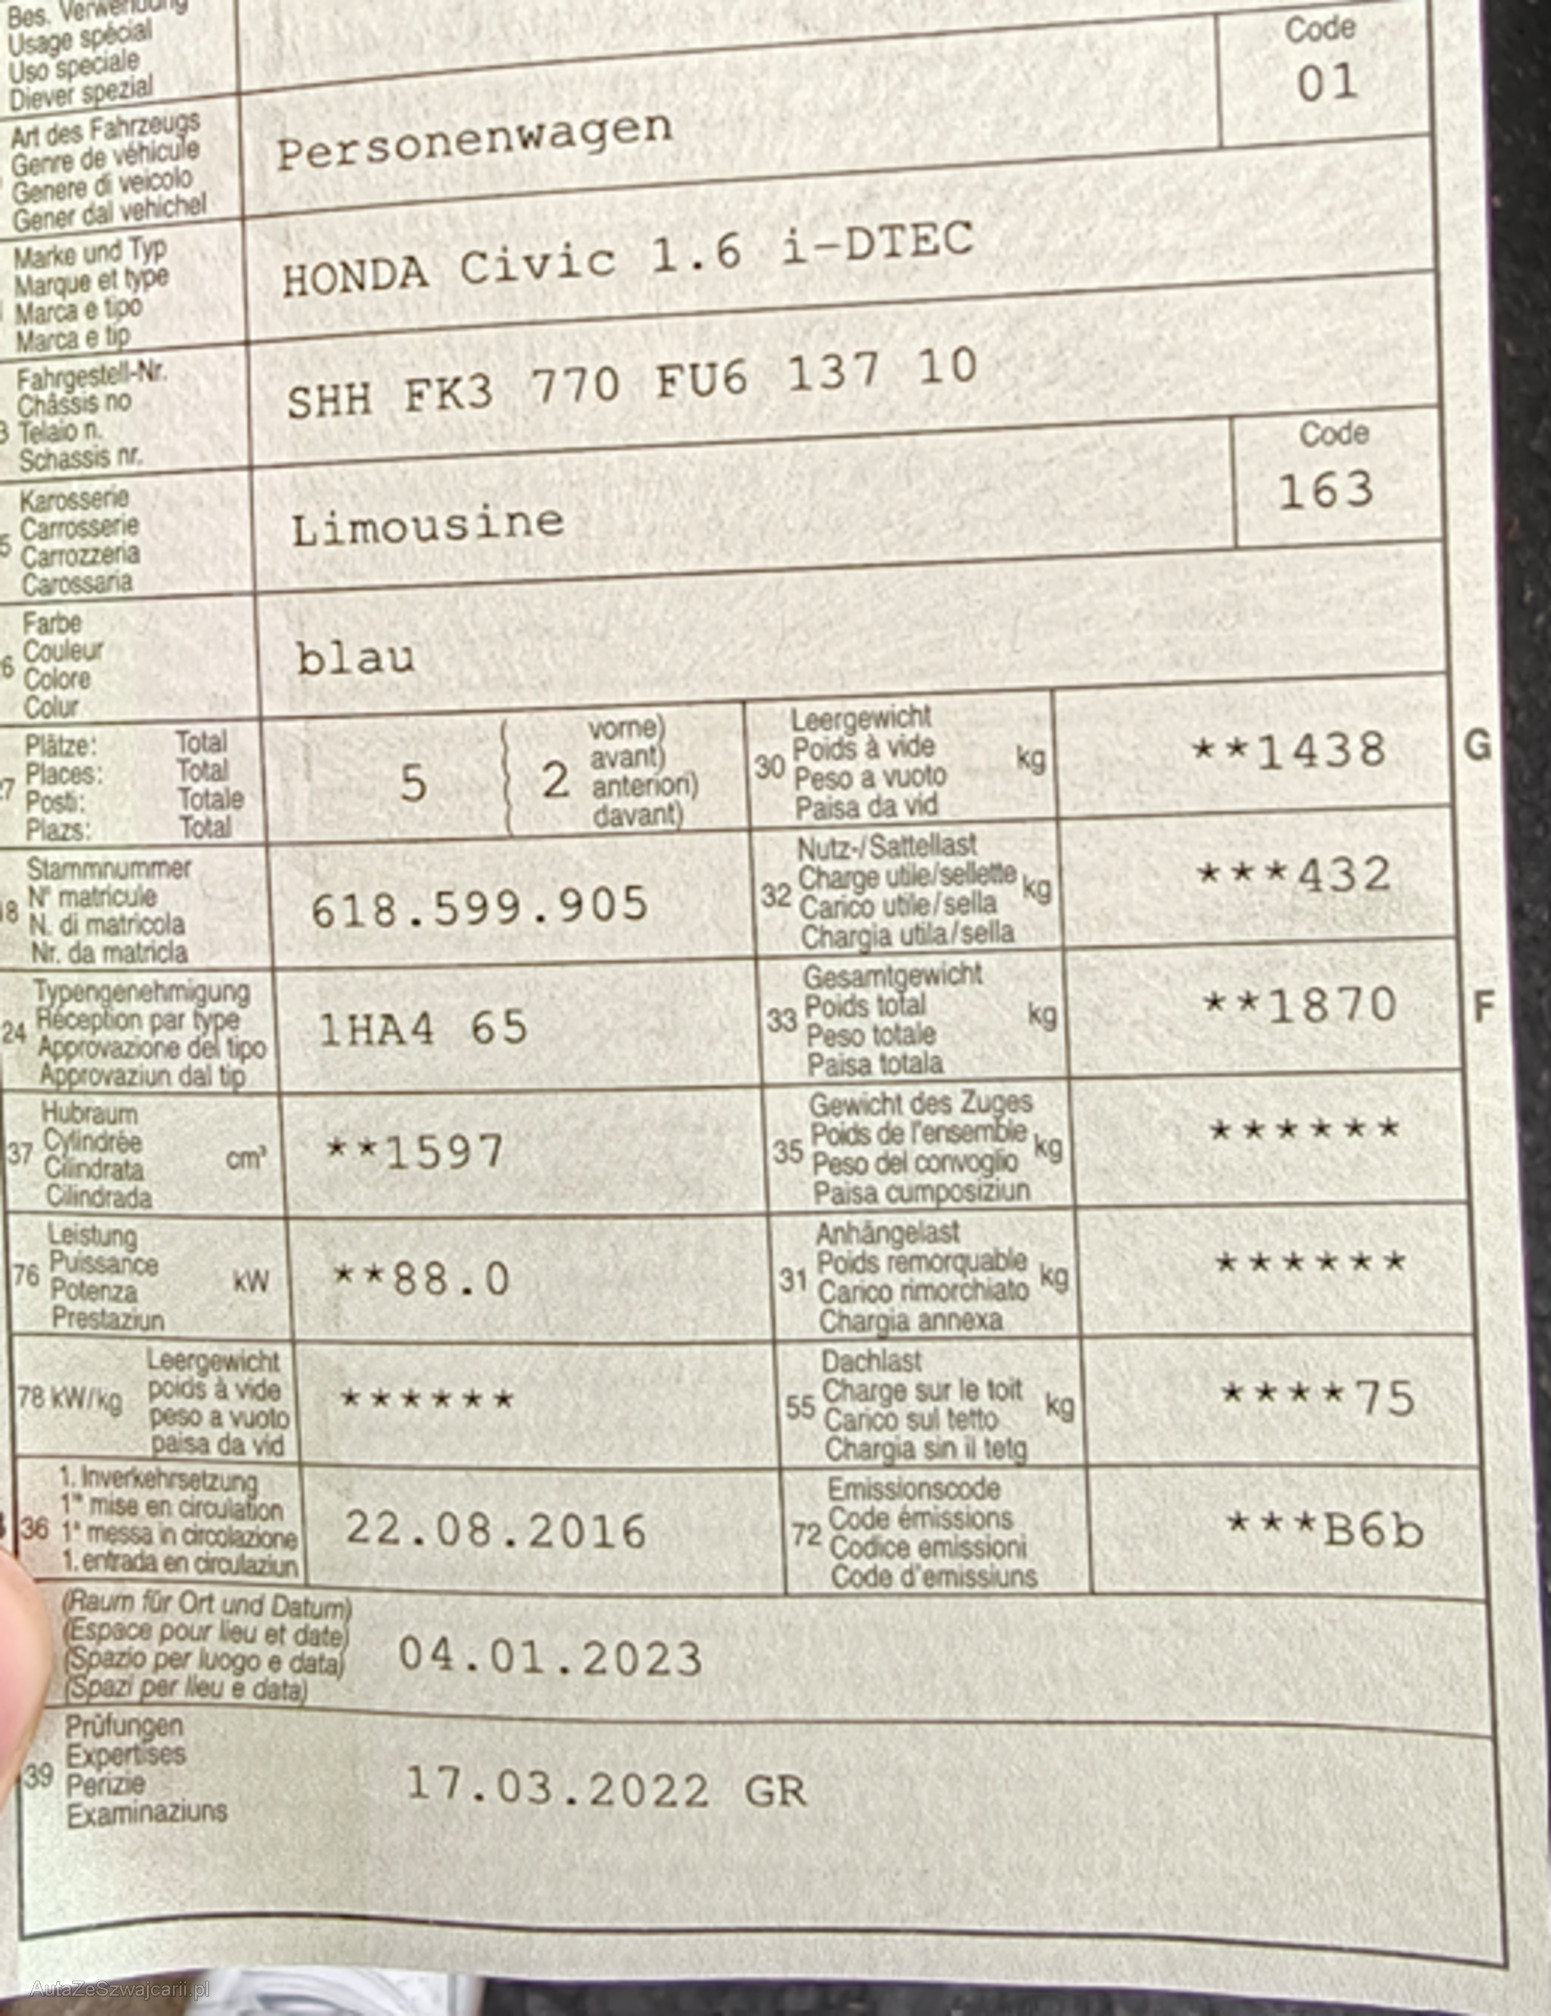 Bes. Verwendung
Usage spécial
Uso speciale
Diever spezial
Code
01
Art des Fahrzeugs
Genre de véhicule
Genere di veicolo
Gener dal vehichel
Personenwagen
Marke und Typ
Marque et type
Marca e tipo
Marca e tip
HONDA Civic 1.6 i-DTEC
Fahrgestell-Nr.
Châssis no
Telaio n.
Schassis nr.
SHH FK3 770 FU6 137 10
Karosserie
Carrosserie
Carrozzeria
Carossaria
Limousine
Code
163
Farbe
Couleur
Colore
Colur
blau
Plätze: Total
Places: Total
Posti: Totale
Plazs: Total
5
2
vorne)
avant)
anteriori)
davant)
30
Leergewicht
Poids à vide
Peso a vuoto
Paisa da vid
kg
**1438
G
Stammnummer
N° matricule
N. di matricola
Nr. da matricla
618.599.905
32
Nutz-/Sattellast
Charge utile/sellette
Carico utile/sella
Chargia utila/sella
kg
***432
24
Typengenehmigung
Réception par type
Approvazione del tipo
Approvaziun dal tip
1HA4 65
33
Gesamtgewicht
Poids total
Peso totale
Paisa totala
kg
**1870
F
37
Hubraum
Cylindrée
Cilindrata
Cilindrada
cm³
**1597
35
Gewicht des Zuges
Poids de l'ensemble
Peso del convoglio
Paisa cumposiziun
kg
******
76
Leistung
Puissance
Potenza
Prestaziun
kW
**88.0
31
Anhängelast
Poids remorquable
Carico rimorchiato
Chargia annexa
kg
******
78 kW/kg
Leergewicht
poids à vide
peso a vuoto
paisa da vid
******
55
Dachlast
Charge sur le toit
Carico sul tetto
Chargia sin il tetg
kg
****75
36
1. Inverkehrsetzung
1re mise en circulation
1a messa in circolazione
1. entrada en circulaziun
22.08.2016
72
Emissionscode
Code émissions
Codice emissioni
Code d'emissiuns
***B6b
(Raum für Ort und Datum)
(Espace pour lieu et date)
(Spazio per luogo e data)
(Spazi per lieu e data)
04.01.2023
39
Prüfungen
Expertises
Perizie
Examinaziuns
17.03.2022 GR
AutaZeSzwajcarii.pl